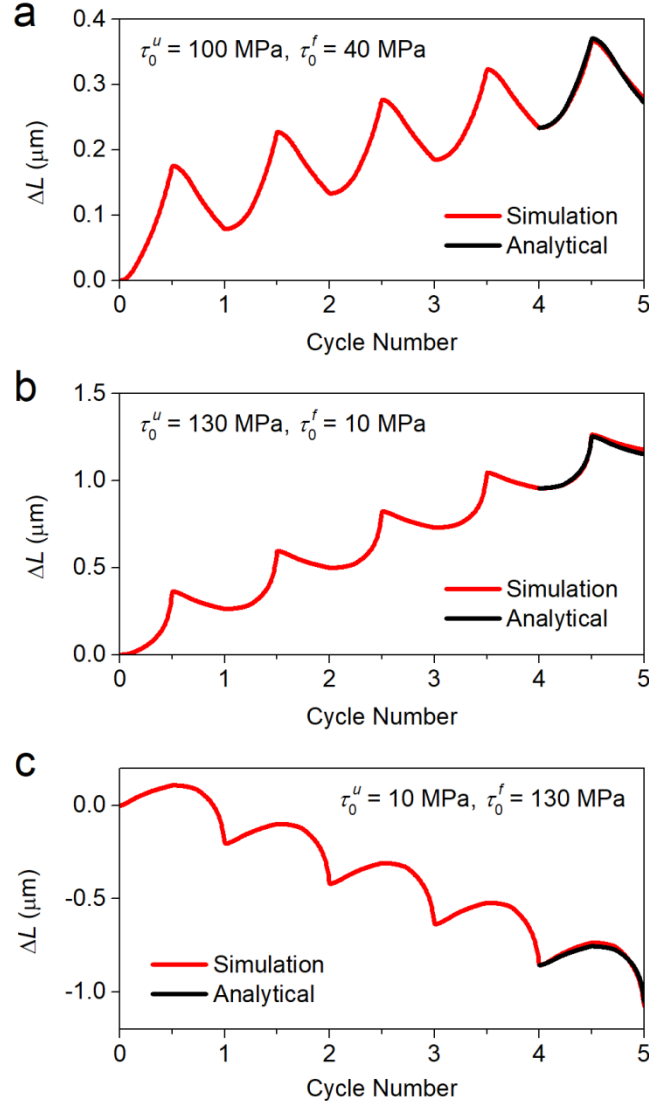 a
τ₀ᵘ = 100 MPa, τ₀ᶠ = 40 MPa
ΔL (μm)
0.4
0.3
0.2
0.1
0.0
Simulation
Analytical
0 1 2 3 4 5
Cycle Number
b
τ₀ᵘ = 130 MPa, τ₀ᶠ = 10 MPa
ΔL (μm)
1.5
1.0
0.5
0.0
Simulation
Analytical
0 1 2 3 4 5
Cycle Number
c
τ₀ᵘ = 10 MPa, τ₀ᶠ = 130 MPa
ΔL (μm)
0.0
-0.5
-1.0
Simulation
Analytical
0 1 2 3 4 5
Cycle Number